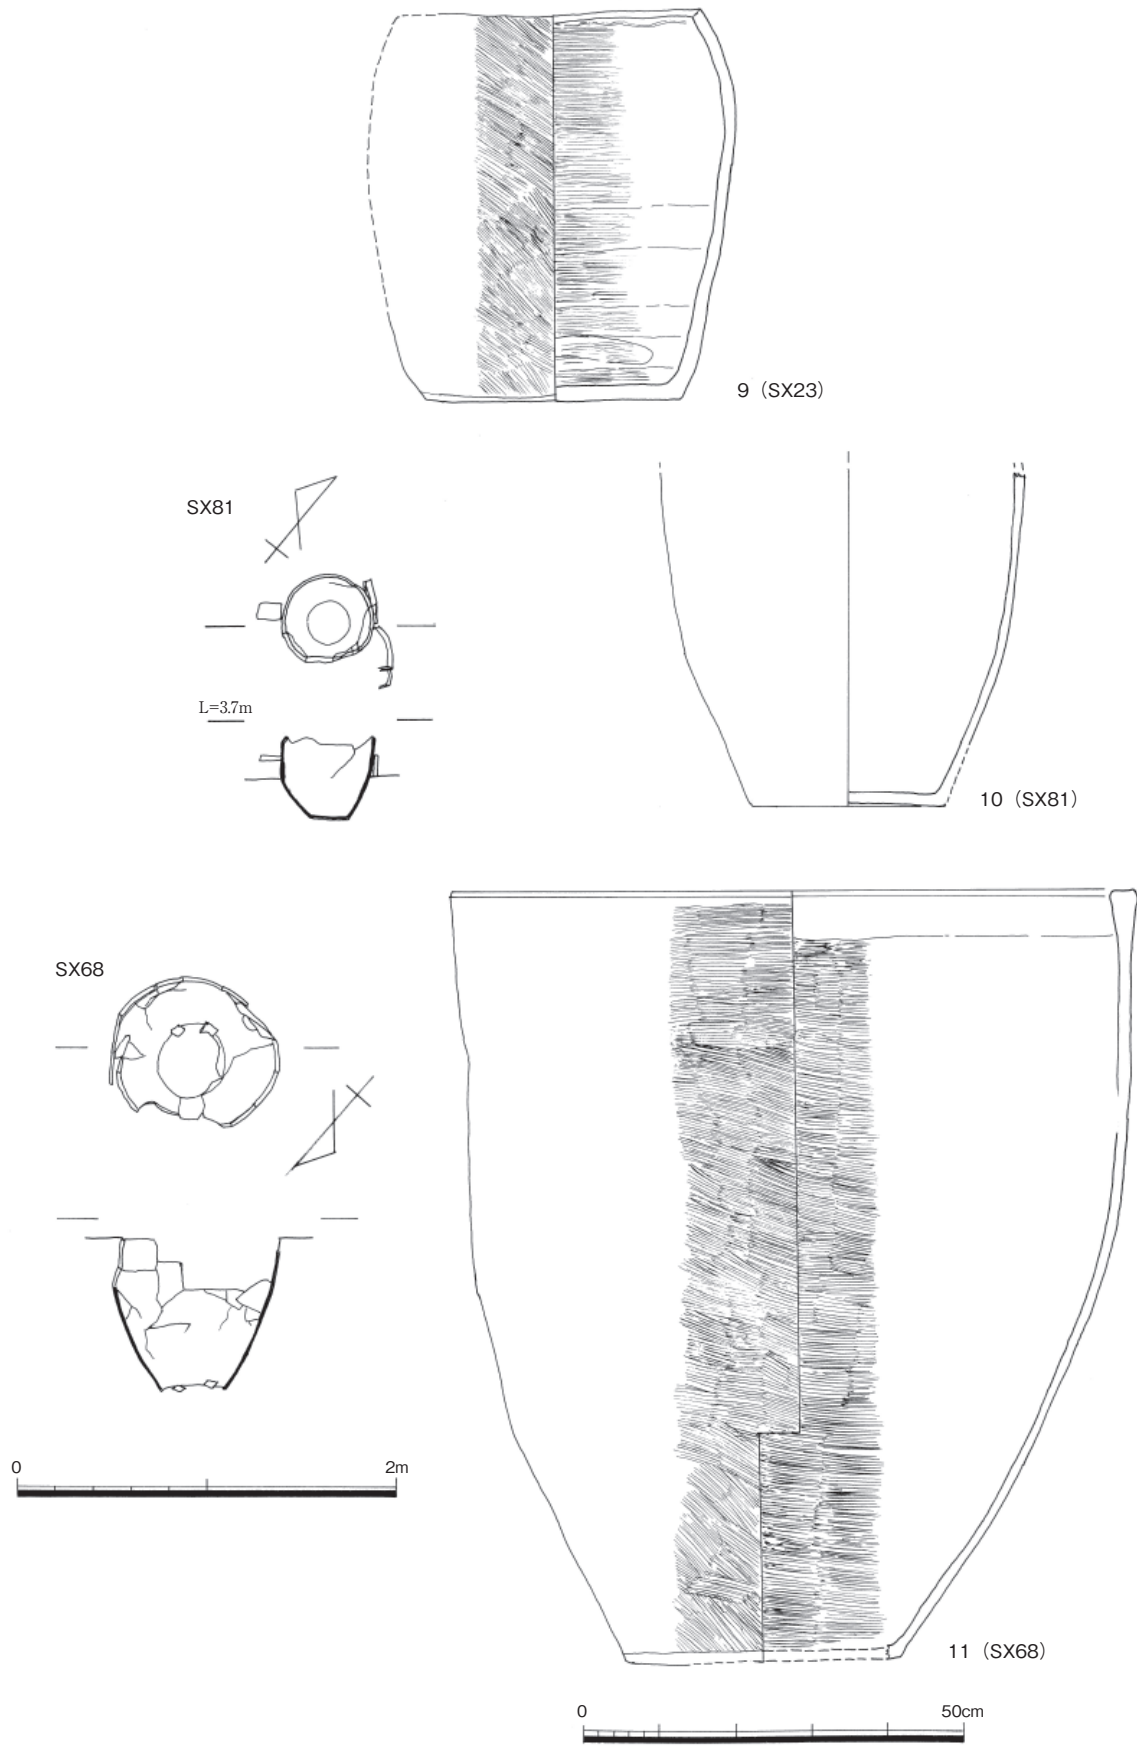 9（SX23）
SX81
L=3.7m
10（SX81）
SX68
0 2m
11（SX68）
0 50cm